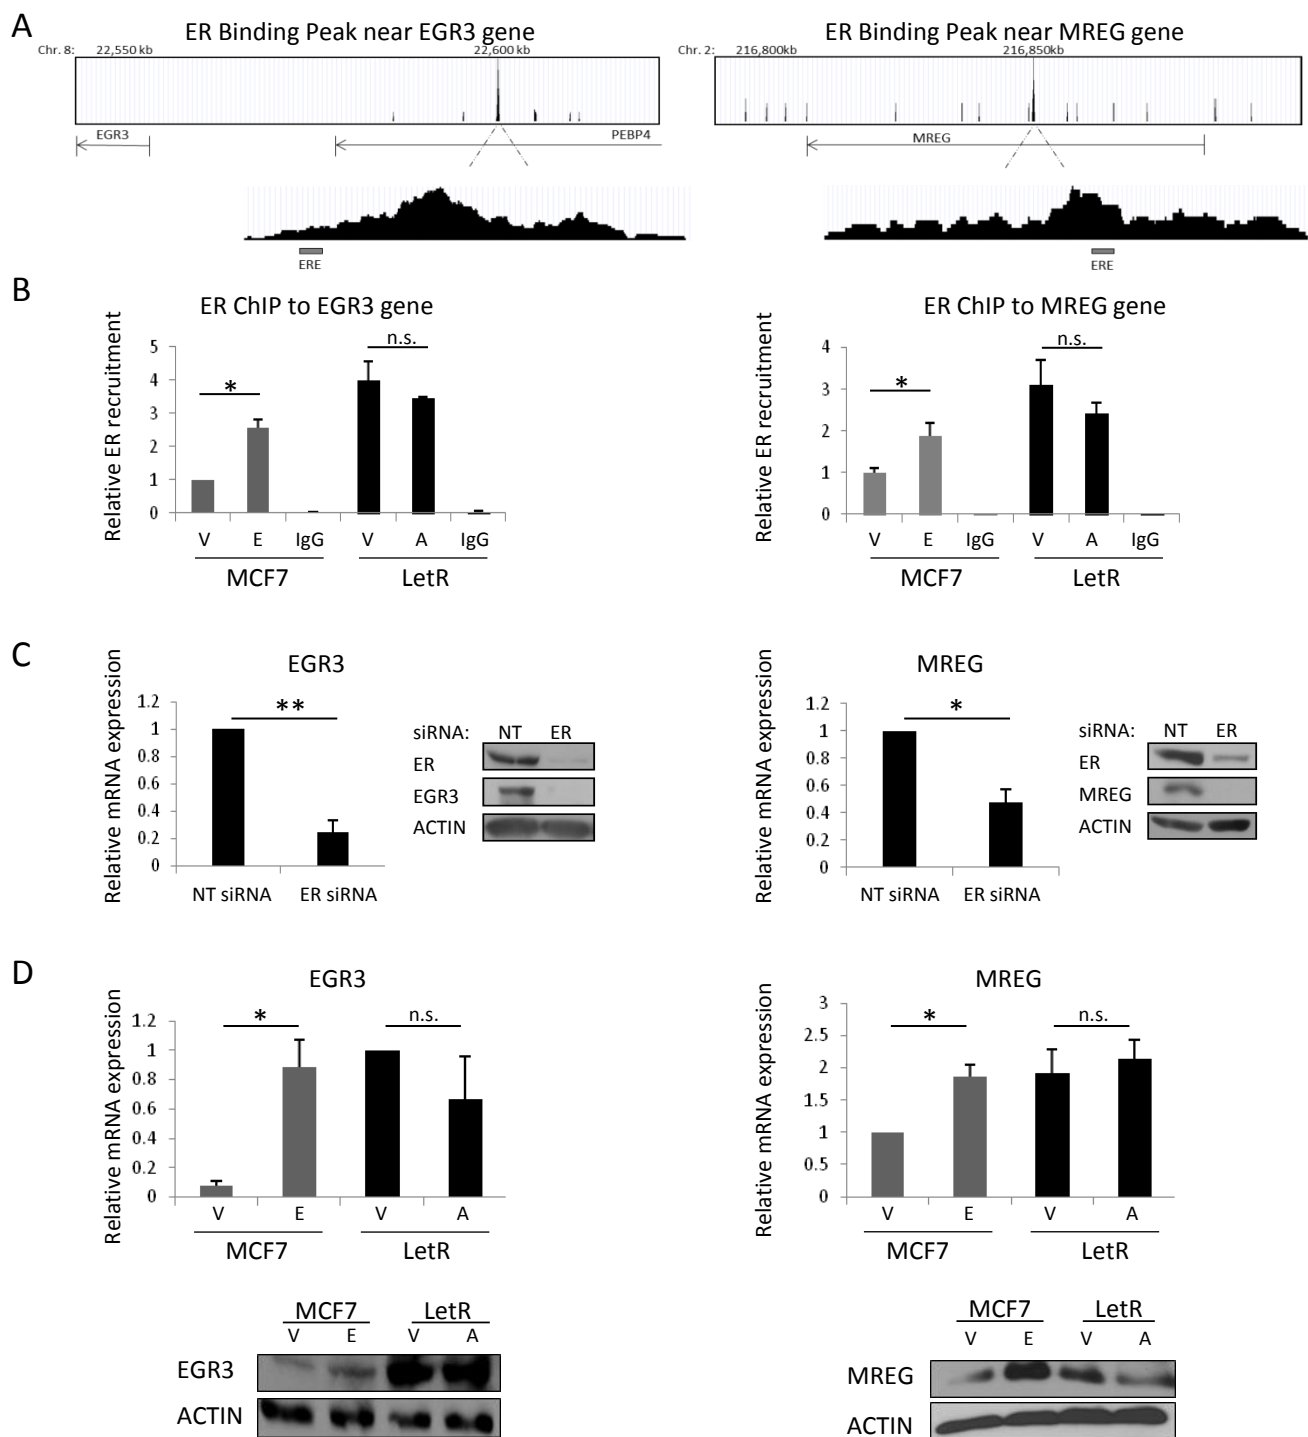 A
ER Binding Peak near EGR3 gene
Chr. 8: 22,550 kb 22,600 kb
EGR3 PEBP4
ERE
ER Binding Peak near MREG gene
Chr. 2: 216,800kb 216,850kb
MREG
ERE
B
ER ChIP to EGR3 gene
Relative ER recruitment
5
4
3
2
1
0
* n.s.
V E IgG V A IgG
MCF7 LetR
ER ChIP to MREG gene
Relative ER recruitment
4
3
2
1
0
* n.s.
V E IgG V A IgG
MCF7 LetR
C
EGR3
Relative mRNA expression
1.2
1
0.8
0.6
0.4
0.2
0
**
NT siRNA ER siRNA
siRNA: NT ER
ER
EGR3
ACTIN
MREG
Relative mRNA expression
1.2
1
0.8
0.6
0.4
0.2
0
*
NT siRNA ER siRNA
siRNA: NT ER
ER
MREG
ACTIN
D
EGR3
Relative mRNA expression
1.2
1
0.8
0.6
0.4
0.2
0
* n.s.
V E V A
MCF7 LetR
MREG
Relative mRNA expression
3
2.5
2
1.5
1
0.5
0
* n.s.
V E V A
MCF7 LetR
MCF7 LetR
V E V A
EGR3
ACTIN
MCF7 LetR
V E V A
MREG
ACTIN